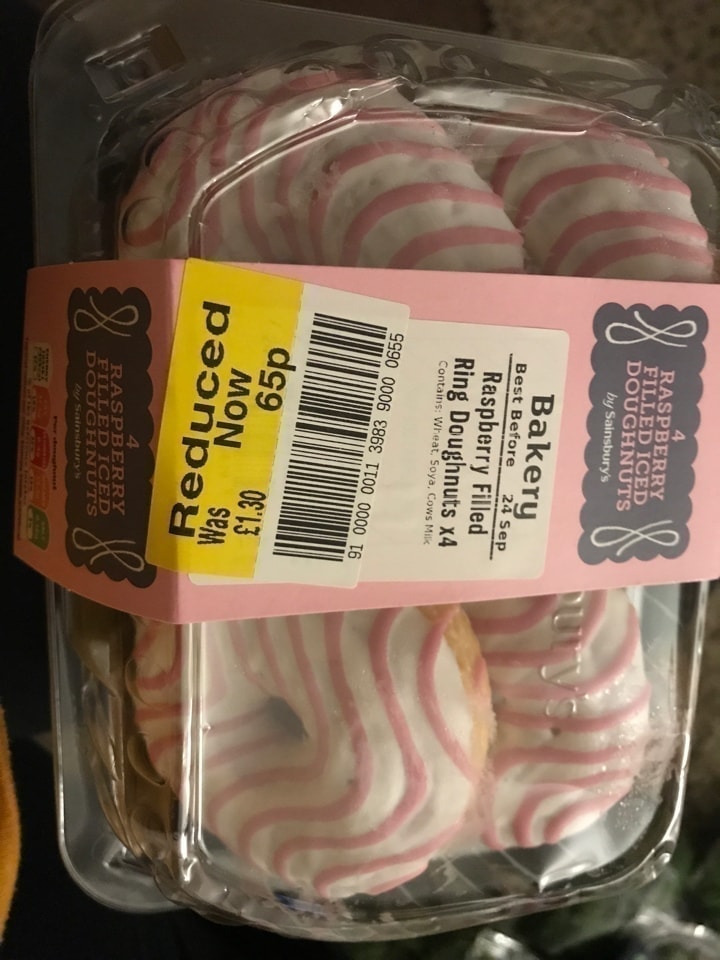 4
RASPBERRY
FILLED ICED
DOUGHNUTS
by Sainsbury's
Bakery
Best Before 24 Sep
Raspberry Filled
Ring Doughnuts x4
Contains: Wheat, Soya, Cows Milk
91 0000 0011 3983 9000 0655
Reduced
Now
65p
Was
£1.30
4
RASPBERRY
FILLED ICED
DOUGHNUTS
by Sainsbury's
Per doughnut